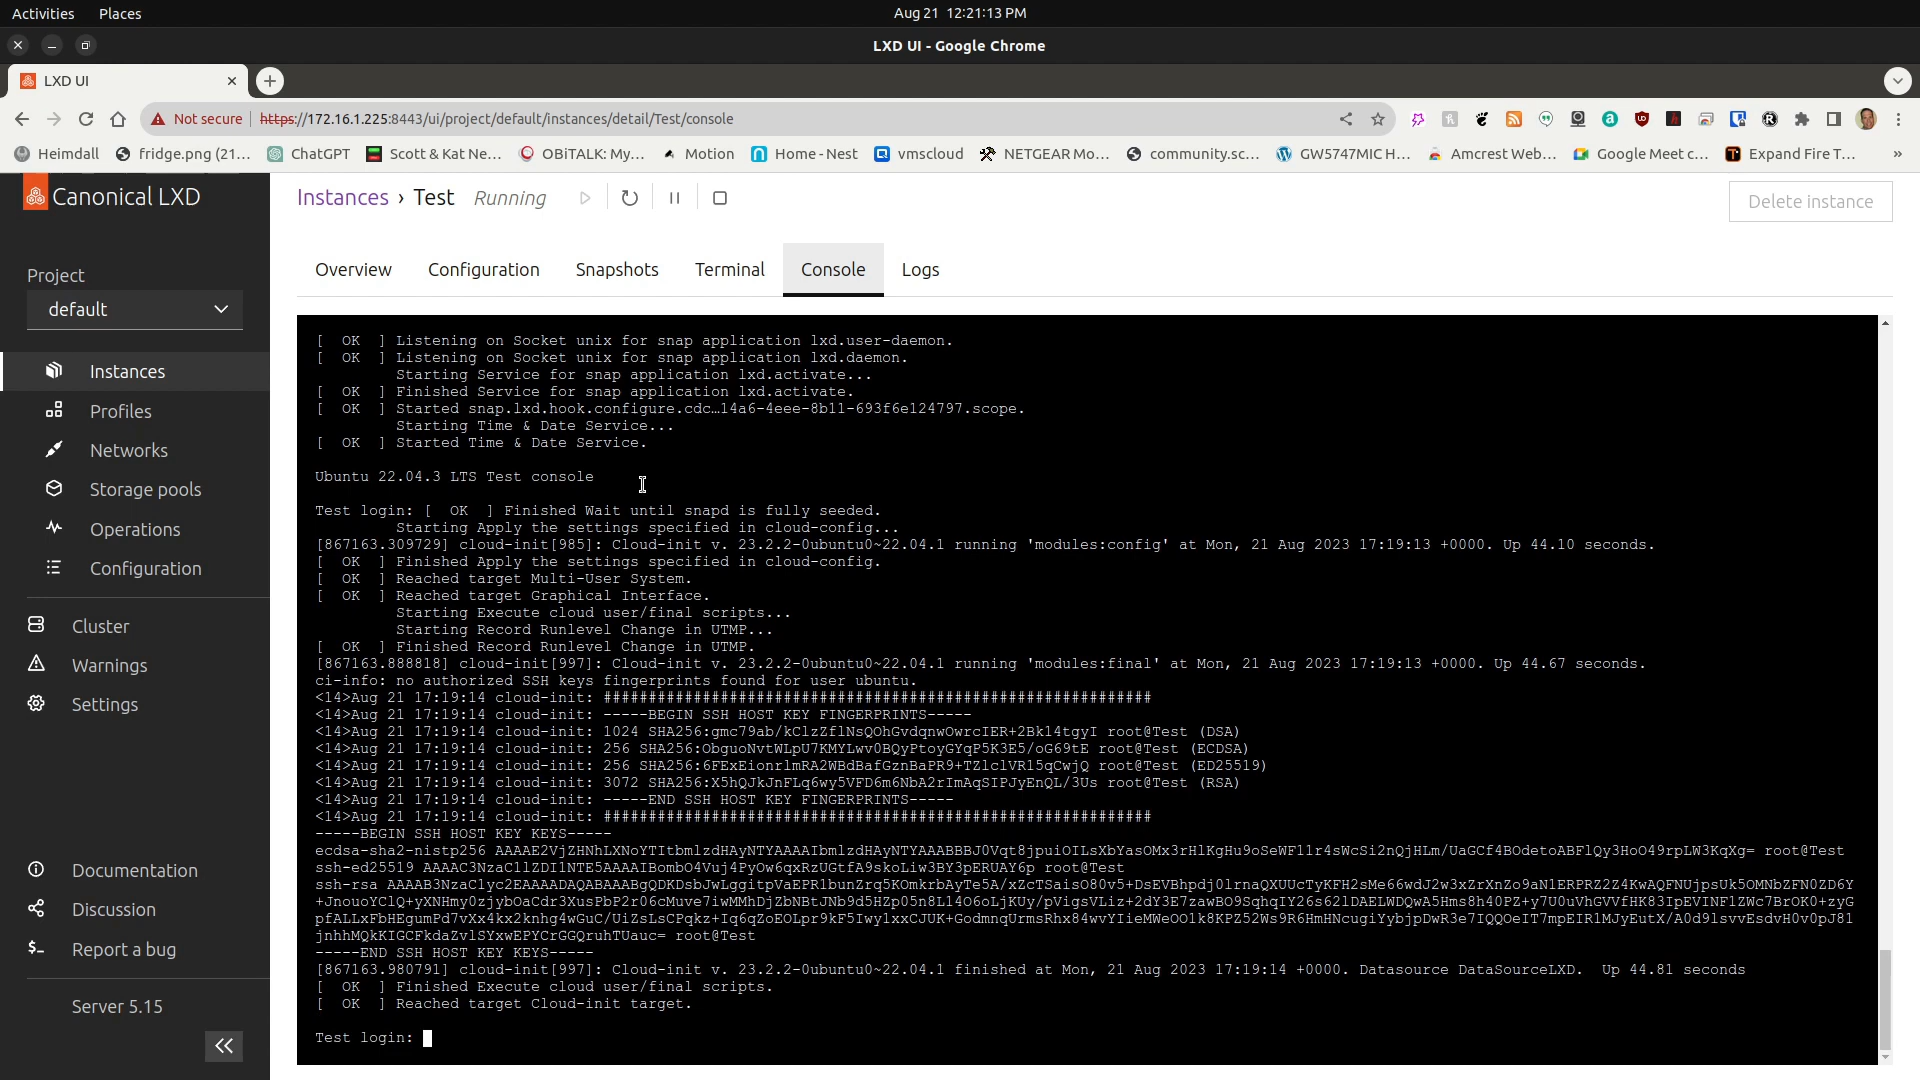 Activities Places Aug 21 12:21:13 PM
LXD UI - Google Chrome
LXD UI
Not secure https://172.16.1.225:8443/ui/project/default/instances/detail/Test/console
Heimdall fridge.png (21... ChatGPT Scott & Kat Ne... OBiTALK: My... Motion Home - Nest vmscloud NETGEAR Mo... community.sc... GW5747MIC H... Amcrest Web... Google Meet c... Expand Fire T... »
Canonical LXD
Instances › Test Running
Delete instance
Overview Configuration Snapshots Terminal Console Logs
Project
default
Instances
Profiles
Networks
Storage pools
Operations
Configuration
Cluster
Warnings
Settings
Documentation
Discussion
Report a bug
Server 5.15
[ OK ] Listening on Socket unix for snap application lxd.user-daemon.
[ OK ] Listening on Socket unix for snap application lxd.daemon.
Starting Service for snap application lxd.activate...
[ OK ] Finished Service for snap application lxd.activate.
[ OK ] Started snap.lxd.hook.configure.cdc…14a6-4eee-8b11-693f6e124797.scope.
Starting Time & Date Service...
[ OK ] Started Time & Date Service.
Ubuntu 22.04.3 LTS Test console
Test login: [ OK ] Finished Wait until snapd is fully seeded.
Starting Apply the settings specified in cloud-config...
[867163.309729] cloud-init[985]: Cloud-init v. 23.2.2-0ubuntu0~22.04.1 running 'modules:config' at Mon, 21 Aug 2023 17:19:13 +0000. Up 44.10 seconds.
[ OK ] Finished Apply the settings specified in cloud-config.
[ OK ] Reached target Multi-User System.
[ OK ] Reached target Graphical Interface.
Starting Execute cloud user/final scripts...
Starting Record Runlevel Change in UTMP...
[ OK ] Finished Record Runlevel Change in UTMP.
[867163.888818] cloud-init[997]: Cloud-init v. 23.2.2-0ubuntu0~22.04.1 running 'modules:final' at Mon, 21 Aug 2023 17:19:13 +0000. Up 44.67 seconds.
ci-info: no authorized SSH keys fingerprints found for user ubuntu.
<14>Aug 21 17:19:14 cloud-init: #############################################################
<14>Aug 21 17:19:14 cloud-init: -----BEGIN SSH HOST KEY FINGERPRINTS-----
<14>Aug 21 17:19:14 cloud-init: 1024 root@Test (DSA)
<14>Aug 21 17:19:14 cloud-init: 256 root@Test (ECDSA)
<14>Aug 21 17:19:14 cloud-init: 256 root@Test (ED25519)
<14>Aug 21 17:19:14 cloud-init: 3072 root@Test (RSA)
<14>Aug 21 17:19:14 cloud-init: -----END SSH HOST KEY FINGERPRINTS-----
<14>Aug 21 17:19:14 cloud-init: #############################################################
-----BEGIN SSH HOST KEY KEYS-----
ecdsa-sha2-nistp256 root@Test
ssh-ed25519 root@Test
ssh-rsa
root@Test
-----END SSH HOST KEY KEYS-----
[867163.980791] cloud-init[997]: Cloud-init v. 23.2.2-0ubuntu0~22.04.1 finished at Mon, 21 Aug 2023 17:19:14 +0000. Datasource DataSourceLXD. Up 44.81 seconds
[ OK ] Finished Execute cloud user/final scripts.
[ OK ] Reached target Cloud-init target.
Test login: